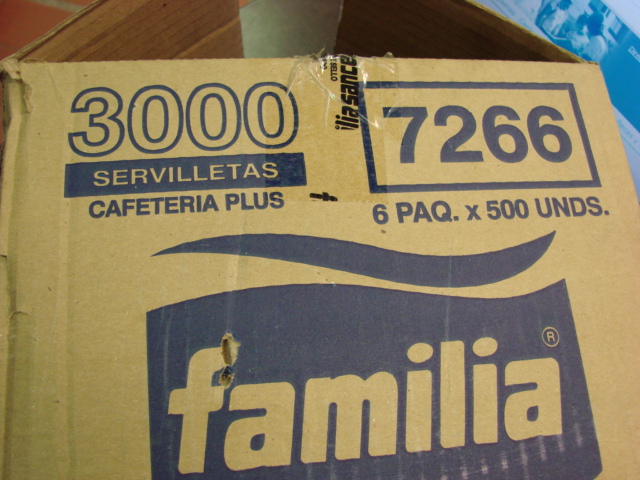 3000
SERVILLETAS
CAFETERIA PLUS
7266
6 PAQ. x 500 UNDS.
familia®